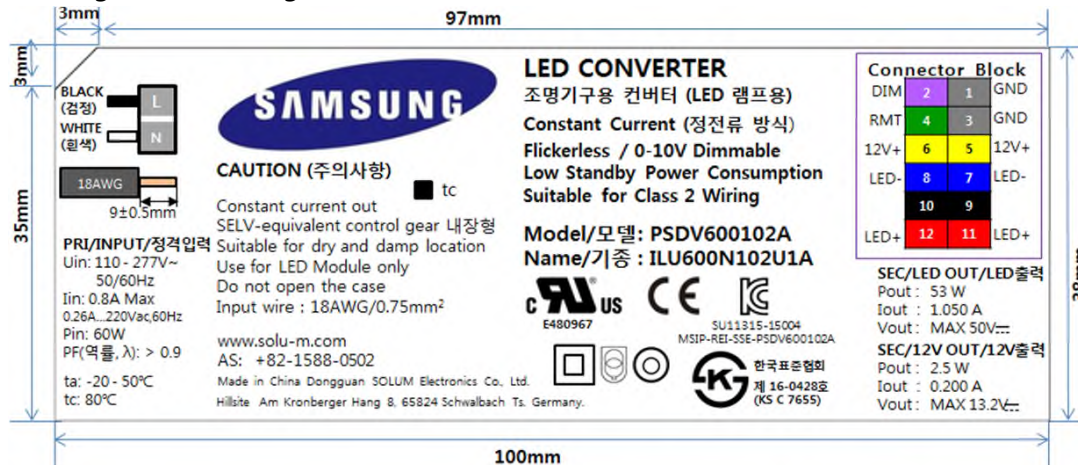 3mm
97mm
3mm
35mm
BLACK
(검정)
L
WHITE
(흰색)
N
18AWG
9±0.5mm
PRI/INPUT/정격입력
Uin: 110 - 277V~
50/60Hz
Iin: 0.8A Max
0.26A...220Vac,60Hz
Pin: 60W
PF(역률, λ): > 0.9
ta: -20 - 50℃
tc: 80℃
SAMSUNG
CAUTION (주의사항)
tc
Constant current out
SELV-equivalent control gear 내장형
Suitable for dry and damp location
Use for LED Module only
Do not open the case
Input wire : 18AWG/0.75mm²
www.solu-m.com
AS: +82-1588-0502
Made in China Dongguan SOLUM Electronics Co., Ltd.
Hillsite Am Kronberger Hang 8, 65824 Schwalbach Ts. Germany.
LED CONVERTER
조명기구용 컨버터 (LED 램프용)
Constant Current (정전류 방식)
Flickerless / 0-10V Dimmable
Low Standby Power Consumption
Suitable for Class 2 Wiring
Model/모델: PSDV600102A
Name/기종 : ILU600N102U1A
c RU US
E480967
CE
KC
SU11315-15004
MSIP-REI-SSE-PSDV600102A
한국표준협회
제 16-0428호
(KS C 7655)
Connector Block
DIM 2 1 GND
RMT 4 3 GND
12V+ 6 5 12V+
LED- 8 7 LED-
10 9
LED+ 12 11 LED+
SEC/LED OUT/LED출력
Pout : 53 W
Iout : 1.050 A
Vout : MAX 50V
SEC/12V OUT/12V출력
Pout : 2.5 W
Iout : 0.200 A
Vout : MAX 13.2V
100mm